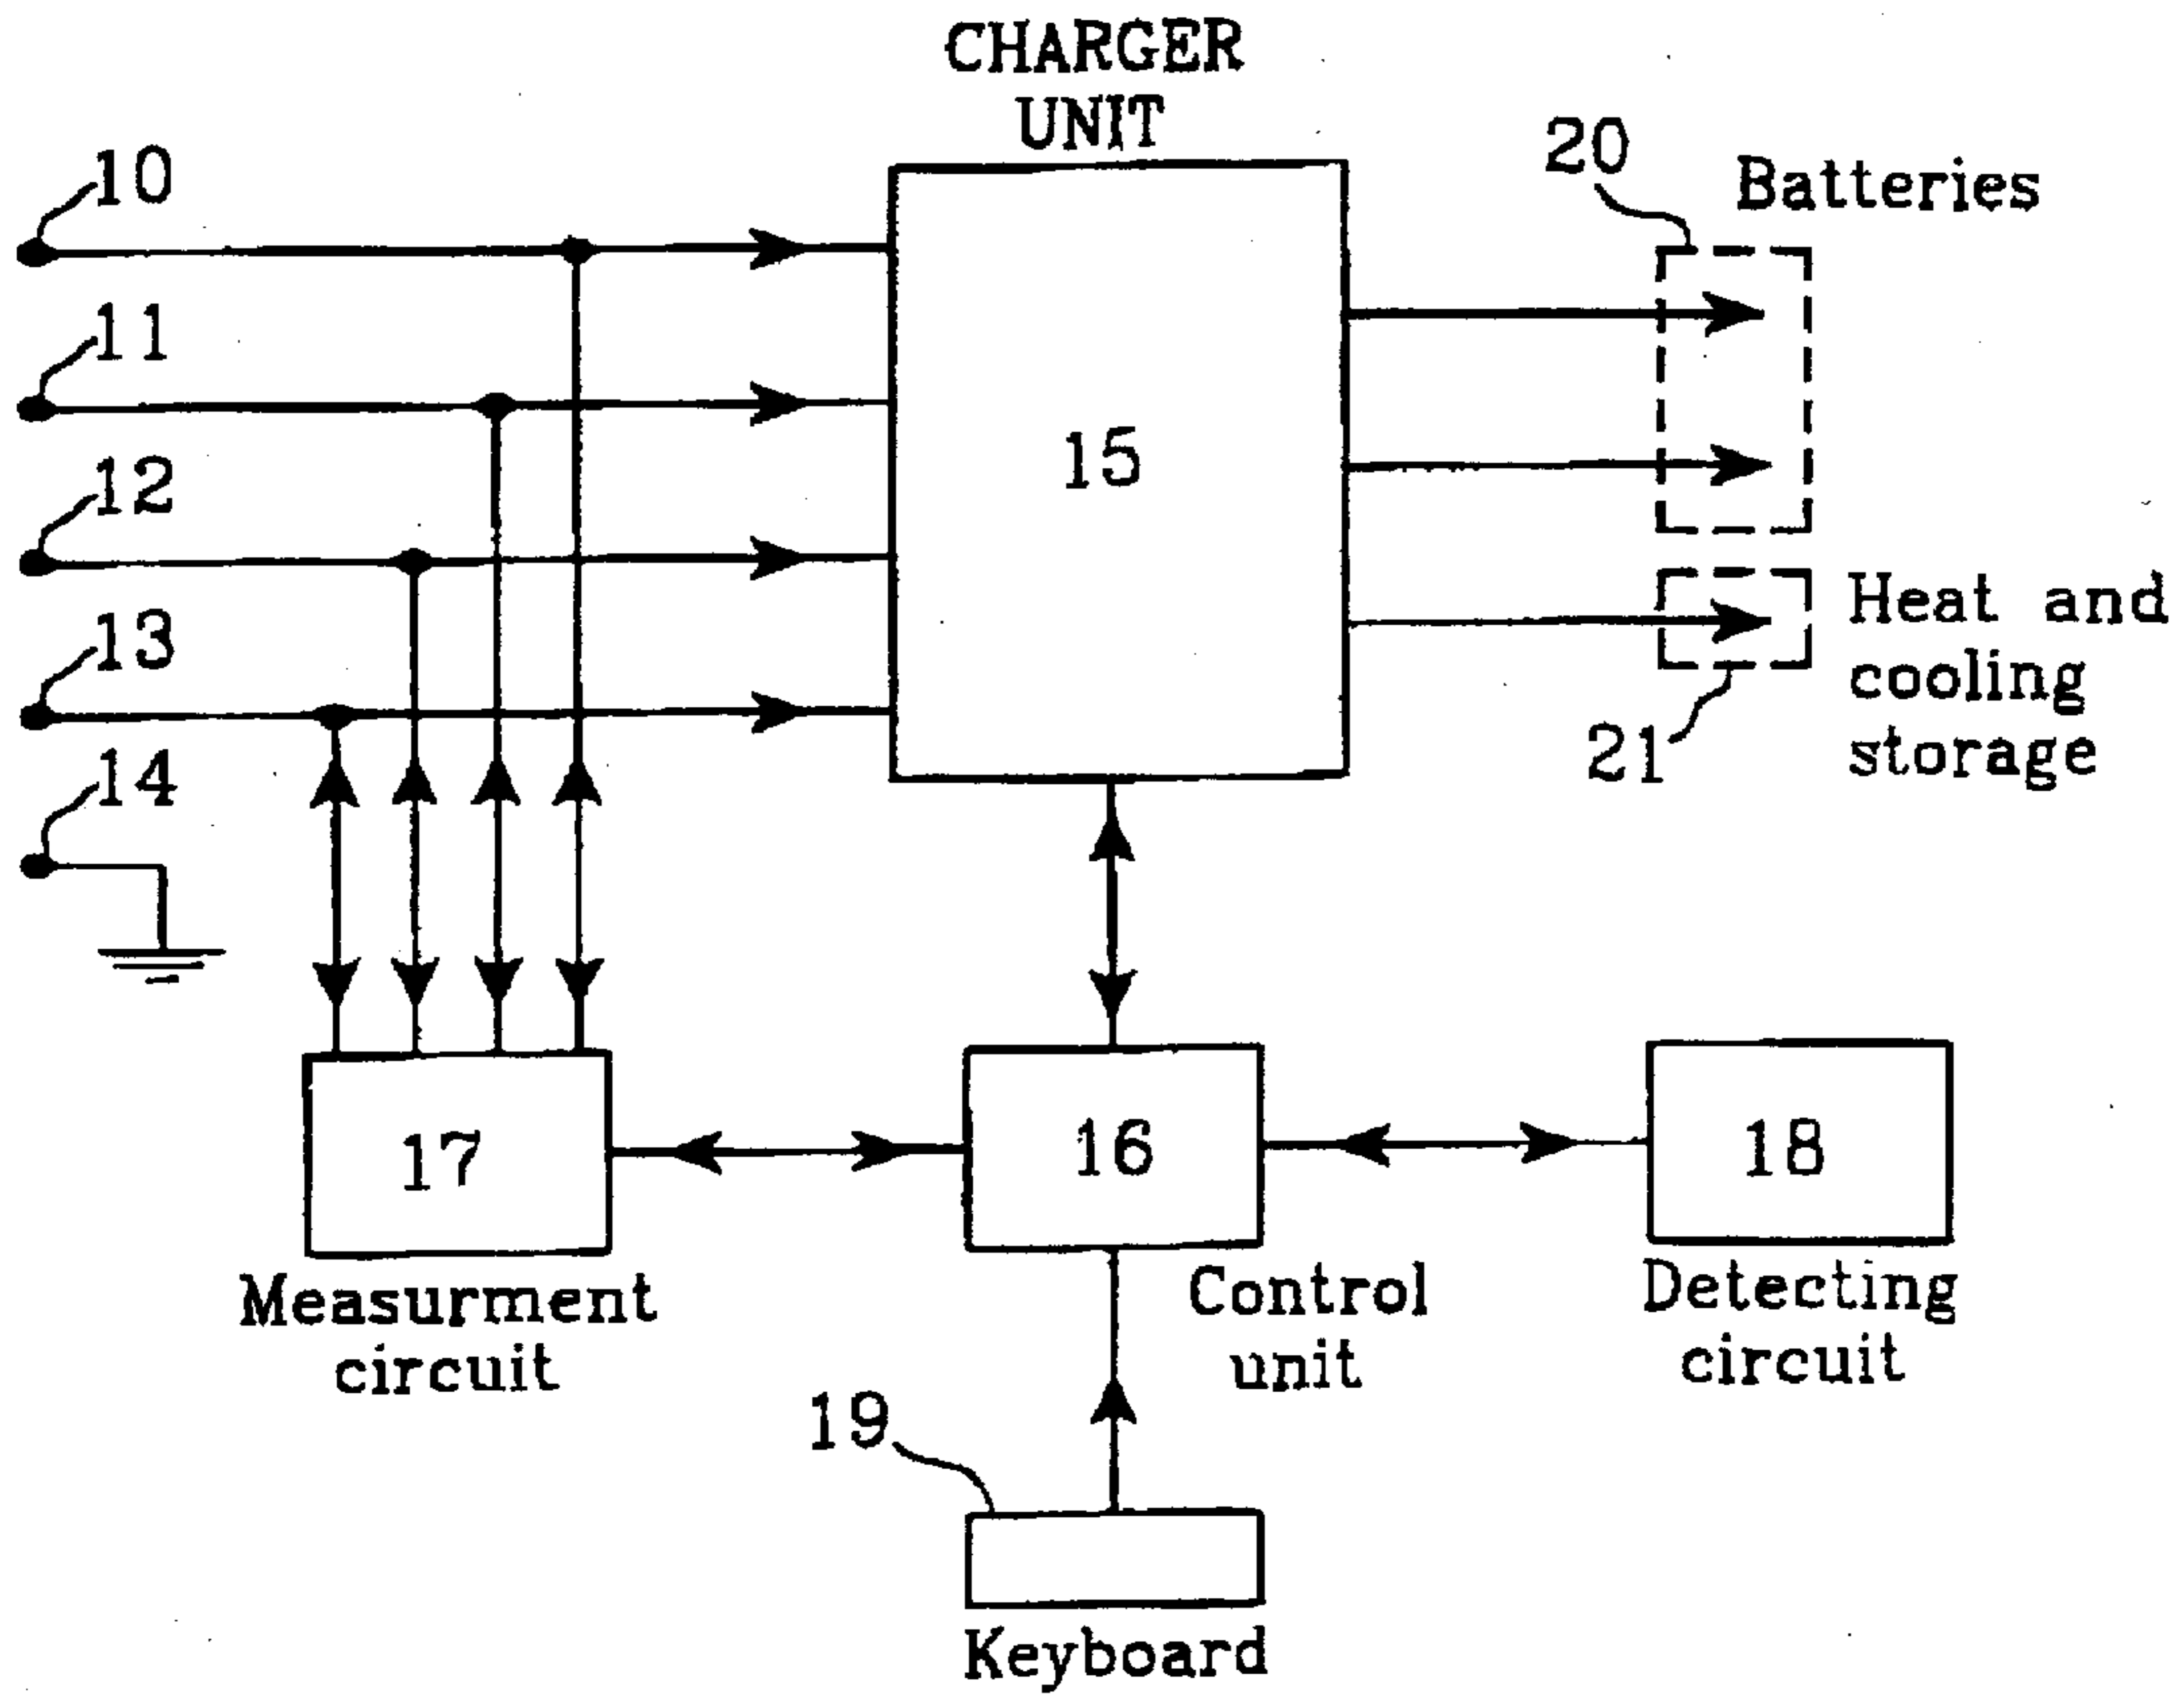 CHARGER
UNIT
10
20
Batteries
11
15
12
13
Heat and
cooling
storage
21
14
17
16
18
Measurment
circuit
Control
unit
Detecting
circuit
19
Keyboard